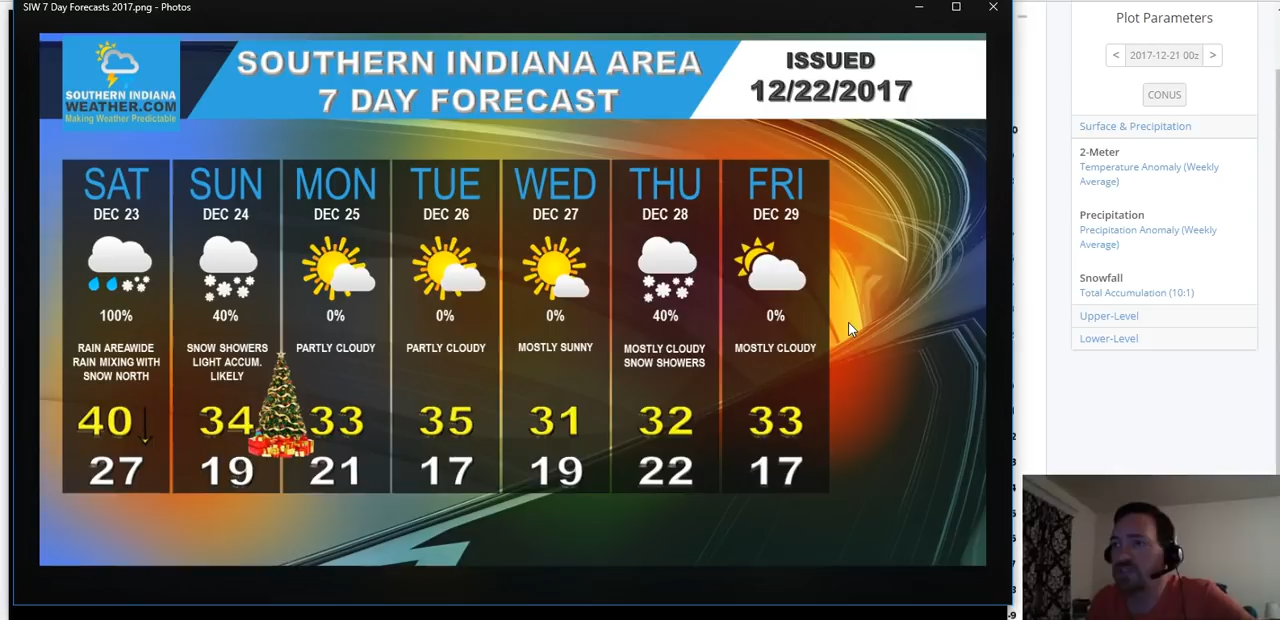 SIW 7 Day Forecasts 2017.png - Photos
SOUTHERN INDIANA
WEATHER.COM
Making Weather Predictable
SOUTHERN INDIANA AREA
7 DAY FORECAST
ISSUED
12/22/2017
SAT
DEC 23
100%
RAIN AREAWIDE
RAIN MIXING WITH
SNOW NORTH
40
27
SUN
DEC 24
40%
SNOW SHOWERS
LIGHT ACCUM.
LIKELY
34
19
MON
DEC 25
0%
PARTLY CLOUDY
33
21
TUE
DEC 26
0%
PARTLY CLOUDY
35
17
WED
DEC 27
0%
MOSTLY SUNNY
31
19
THU
DEC 28
40%
MOSTLY CLOUDY
SNOW SHOWERS
32
22
FRI
DEC 29
0%
MOSTLY CLOUDY
33
17
Plot Parameters
< 2017-12-21 00z >
CONUS
Surface & Precipitation
2-Meter
Temperature Anomaly (Weekly
Average)
Precipitation
Precipitation Anomaly (Weekly
Average)
Snowfall
Total Accumulation (10:1)
Upper-Level
Lower-Level